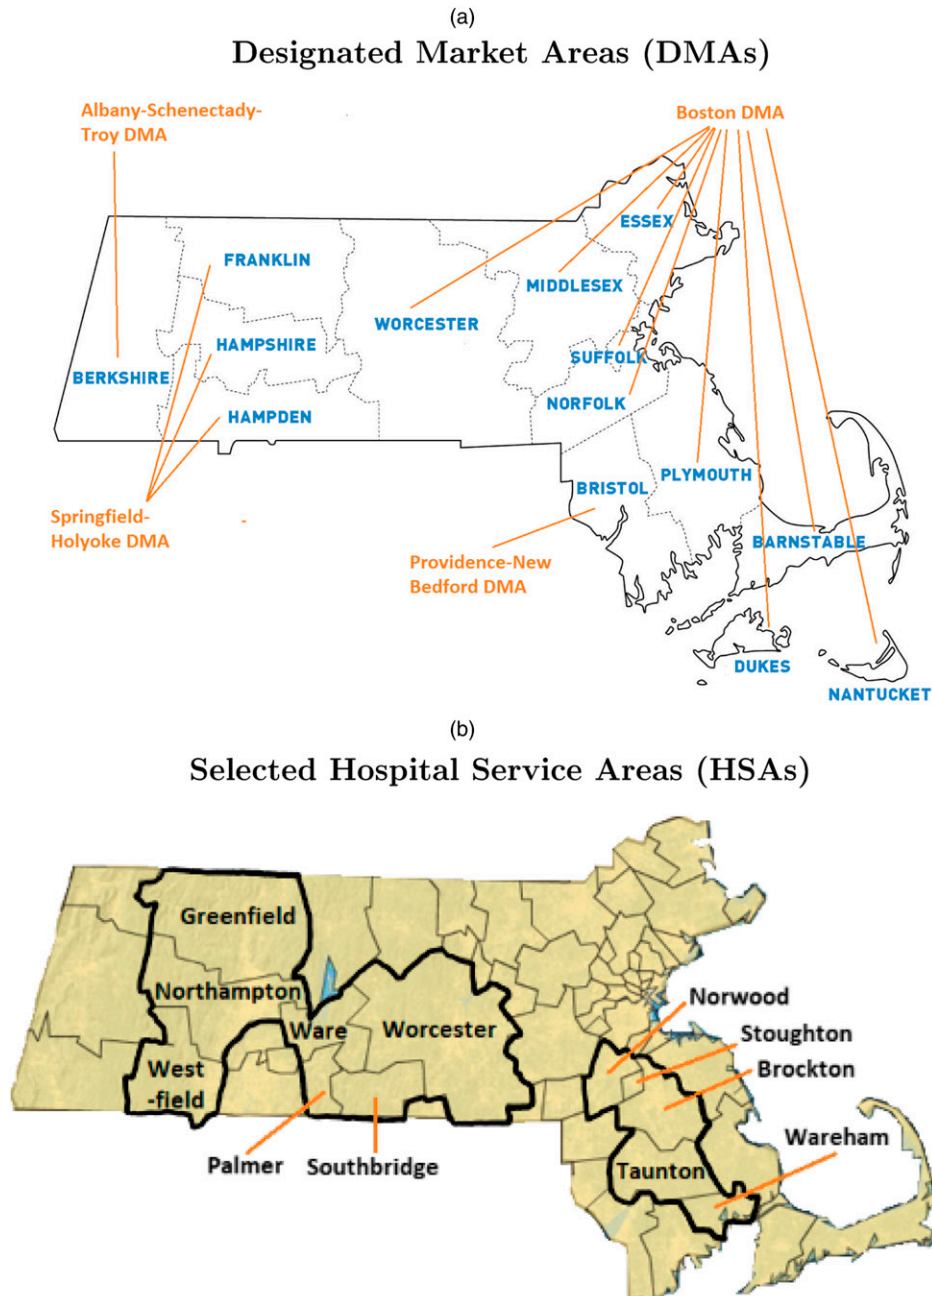 (a)
Designated Market Areas (DMAs)
Albany-Schenectady-
Troy DMA
Boston DMA
ESSEX
FRANKLIN
MIDDLESEX
WORCESTER
HAMPSHIRE
SUFFOLK
BERKSHIRE
NORFOLK
HAMPDEN
PLYMOUTH
BRISTOL
Springfield-
Holyoke DMA
BARNSTABLE
Providence-New
Bedford DMA
DUKES
NANTUCKET
(b)
Selected Hospital Service Areas (HSAs)
Greenfield
Northampton
Norwood
Ware
Worcester
Stoughton
Brockton
West
-field
Wareham
Palmer
Southbridge
Taunton